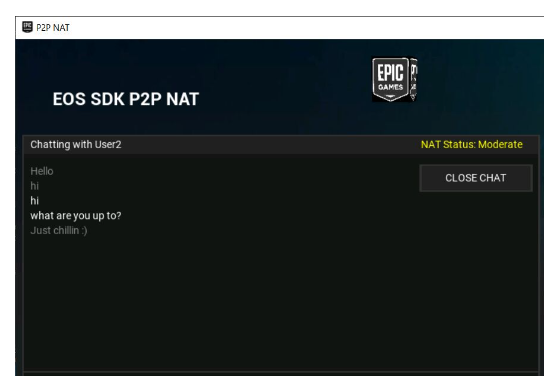 P2P NAT
EPIC
GAMES
EOS SDK P2P NAT
Chatting with User2
NAT Status: Moderate
Hello
CLOSE CHAT
hi
hi
what are you up to?
Just chillin :)